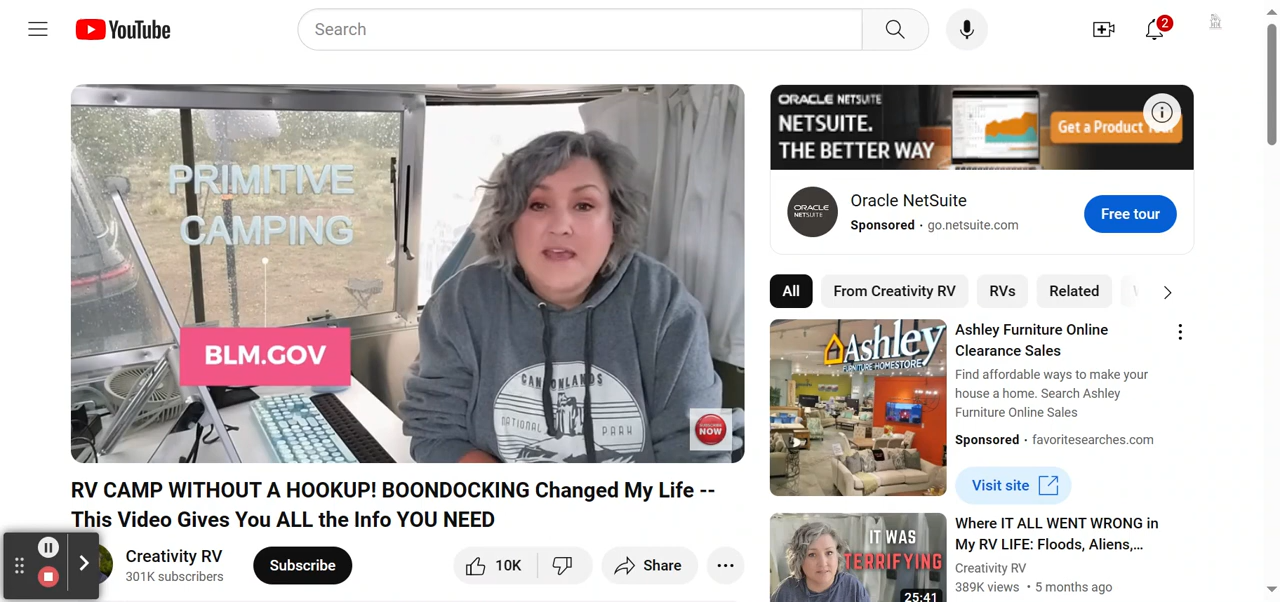 YouTube
Search
2
PRIMITIVE
CAMPING
BLM.GOV
CANYONLANDS
NATIONAL PARK
SUBSCRIBE
NOW
RV CAMP WITHOUT A HOOKUP! BOONDOCKING Changed My Life --
This Video Gives You ALL the Info YOU NEED
Creativity RV
301K subscribers
Subscribe
10K
Share
ORACLE NETSUITE
NETSUITE.
THE BETTER WAY
Get a Product Tour
ORACLE
NETSUITE
Oracle NetSuite
Sponsored · go.netsuite.com
Free tour
All
From Creativity RV
RVs
Related
Ashley
FURNITURE HOMESTORE
Ashley Furniture Online
Clearance Sales
Find affordable ways to make your
house a home. Search Ashley
Furniture Online Sales
Sponsored · favoritesearches.com
Visit site
IT WAS
TERRIFYING
25:41
Where IT ALL WENT WRONG in
My RV LIFE: Floods, Aliens,...
Creativity RV
389K views · 5 months ago